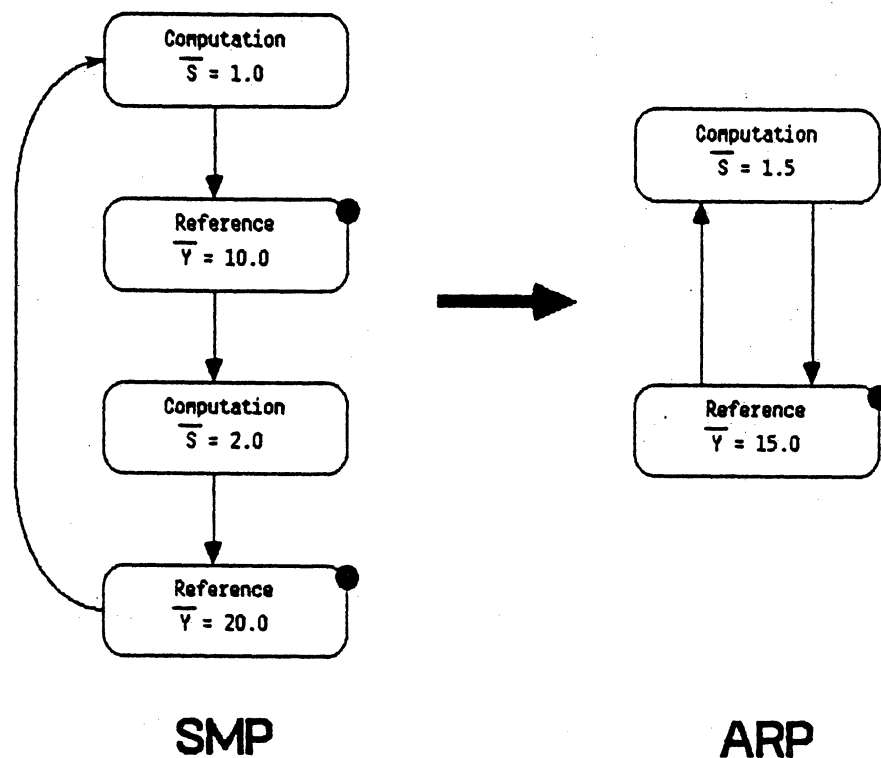 Computation
S = 1.0
Reference
Y = 10.0
Computation
S = 2.0
Reference
Y = 20.0
SMP
Computation
S = 1.5
Reference
Y = 15.0
ARP